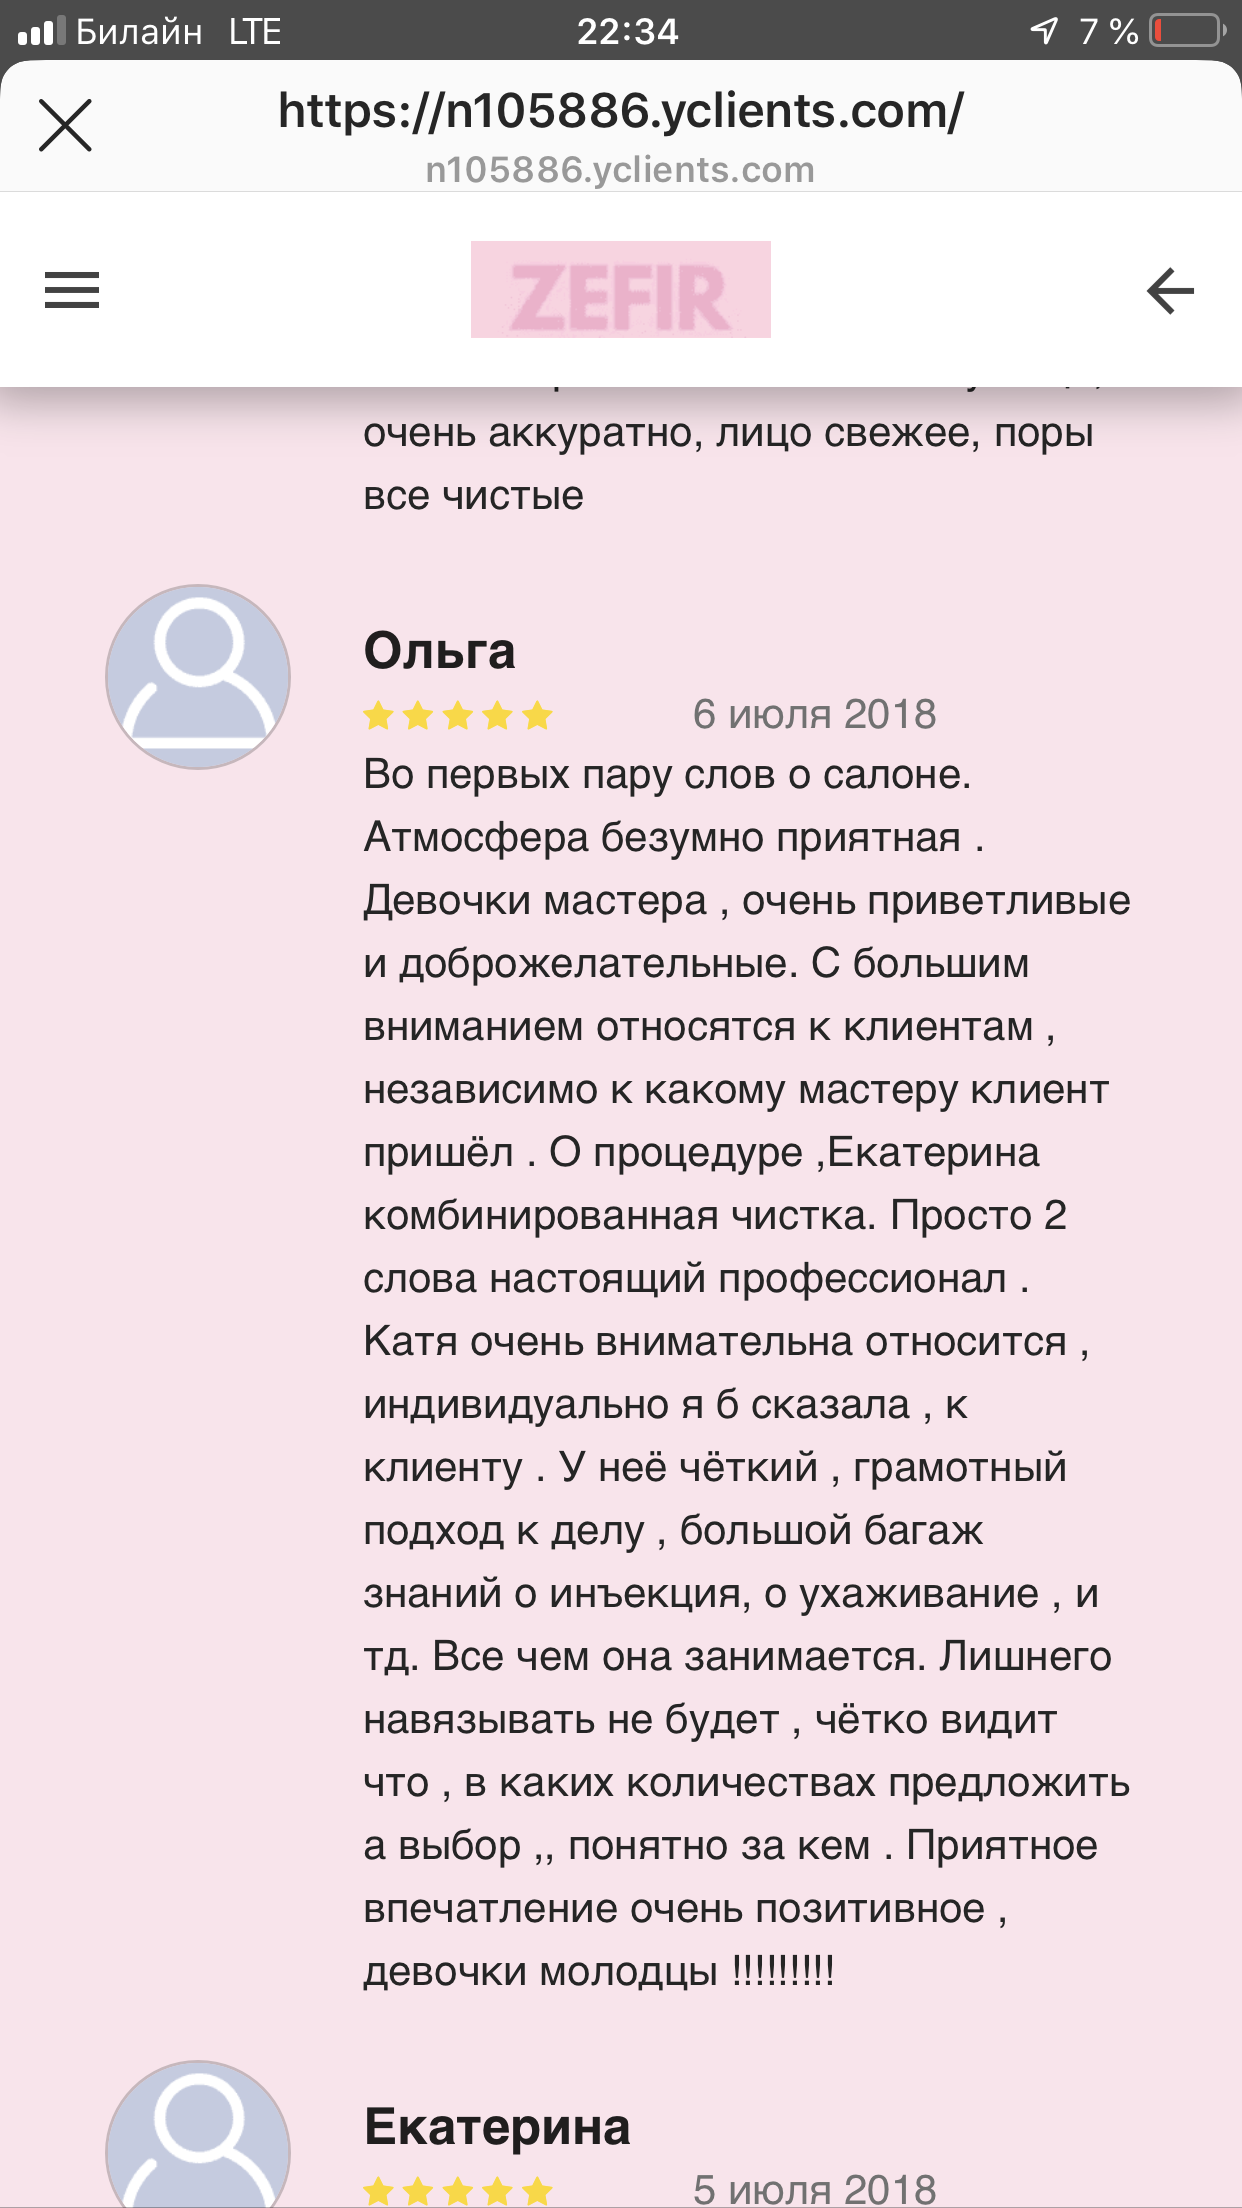 Билайн LTE 22:34 7 %
https://n105886.yclients.com/
n105886.yclients.com
ZEFIR
очень аккуратно, лицо свежее, поры
все чистые
Ольга
6 июля 2018
Во первых пару слов о салоне.
Атмосфера безумно приятная .
Девочки мастера , очень приветливые
и доброжелательные. С большим
вниманием относятся к клиентам ,
независимо к какому мастеру клиент
пришёл . О процедуре ,Екатерина
комбинированная чистка. Просто 2
слова настоящий профессионал .
Катя очень внимательна относится ,
индивидуально я б сказала , к
клиенту . У неё чёткий , грамотный
подход к делу , большой багаж
знаний о инъекция, о ухаживание , и
тд. Все чем она занимается. Лишнего
навязывать не будет , чётко видит
что , в каких количествах предложить
а выбор ,, понятно за кем . Приятное
впечатление очень позитивное ,
девочки молодцы !!!!!!!!!
Екатерина
5 июля 2018